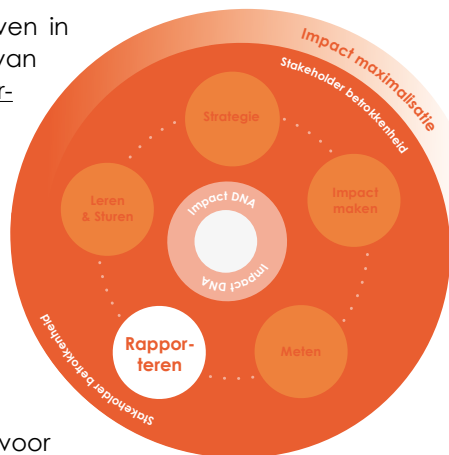 ven in
van
r-
Impact maximalisatie
Stakeholder betrokkenheid
Strategie
Leren
& Sturen
Impact
maken
Impact DNA
Impact DNA
Rappor-
teren
Meten
Stakeholder betrokkenheid
voor